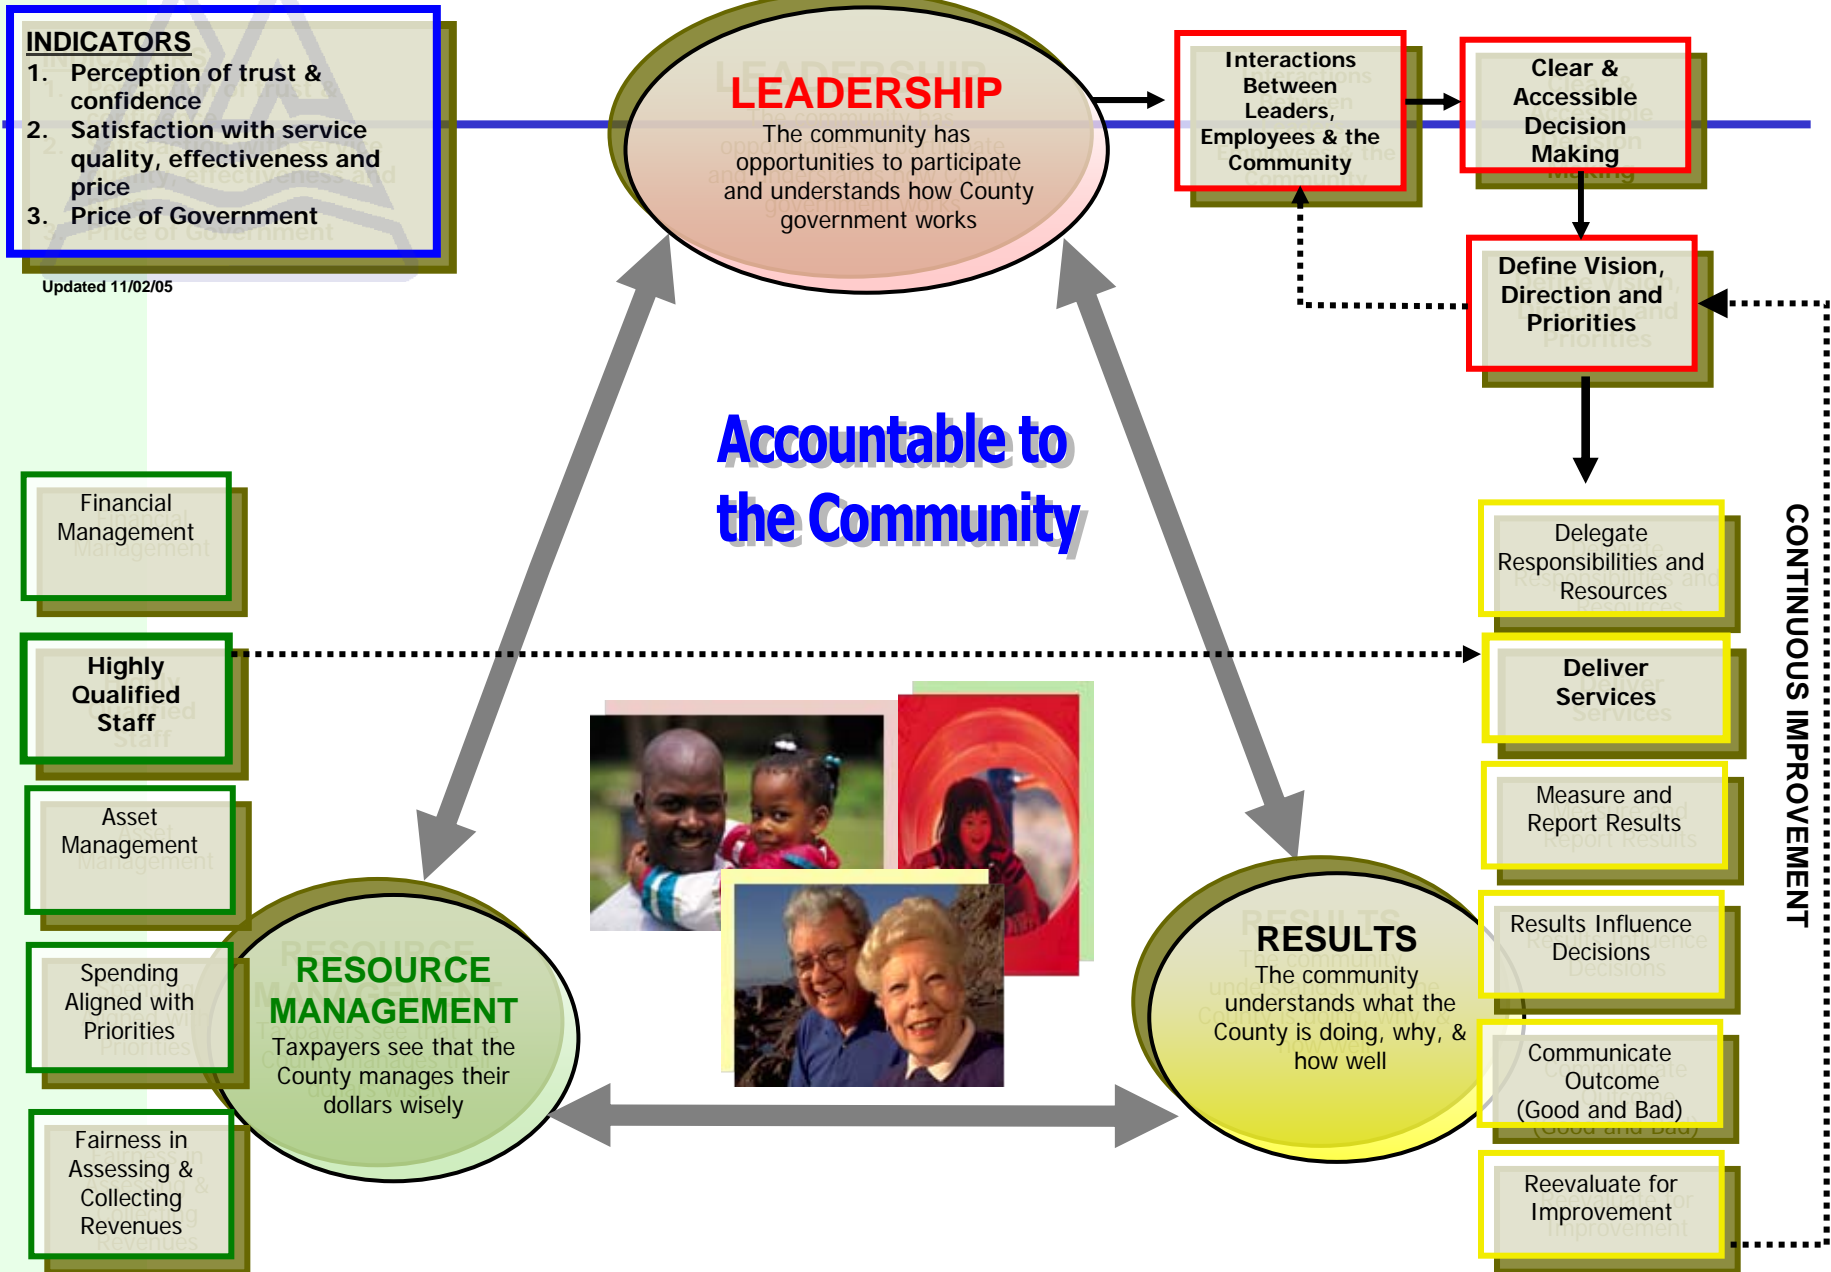 INDICATORS
1. Perception of trust &
confidence
2. Satisfaction with service
quality, effectiveness and
price
3. Price of Government
Updated 11/02/05
LEADERSHIP
The community has
opportunities to participate
and understands how County
government works
Interactions
Between
Leaders,
Employees & the
Community
Clear &
Accessible
Decision
Making
Define Vision,
Direction and
Priorities
Accountable to
the Community
Financial
Management
Highly
Qualified
Staff
Asset
Management
Spending
Aligned with
Priorities
Fairness in
Assessing &
Collecting
Revenues
RESOURCE
MANAGEMENT
Taxpayers see that the
County manages their
dollars wisely
RESULTS
The community
understands what the
County is doing, why, &
how well
Delegate
Responsibilities and
Resources
Deliver
Services
Measure and
Report Results
Results Influence
Decisions
Communicate
Outcome
(Good and Bad)
Reevaluate for
Improvement
CONTINUOUS IMPROVEMENT